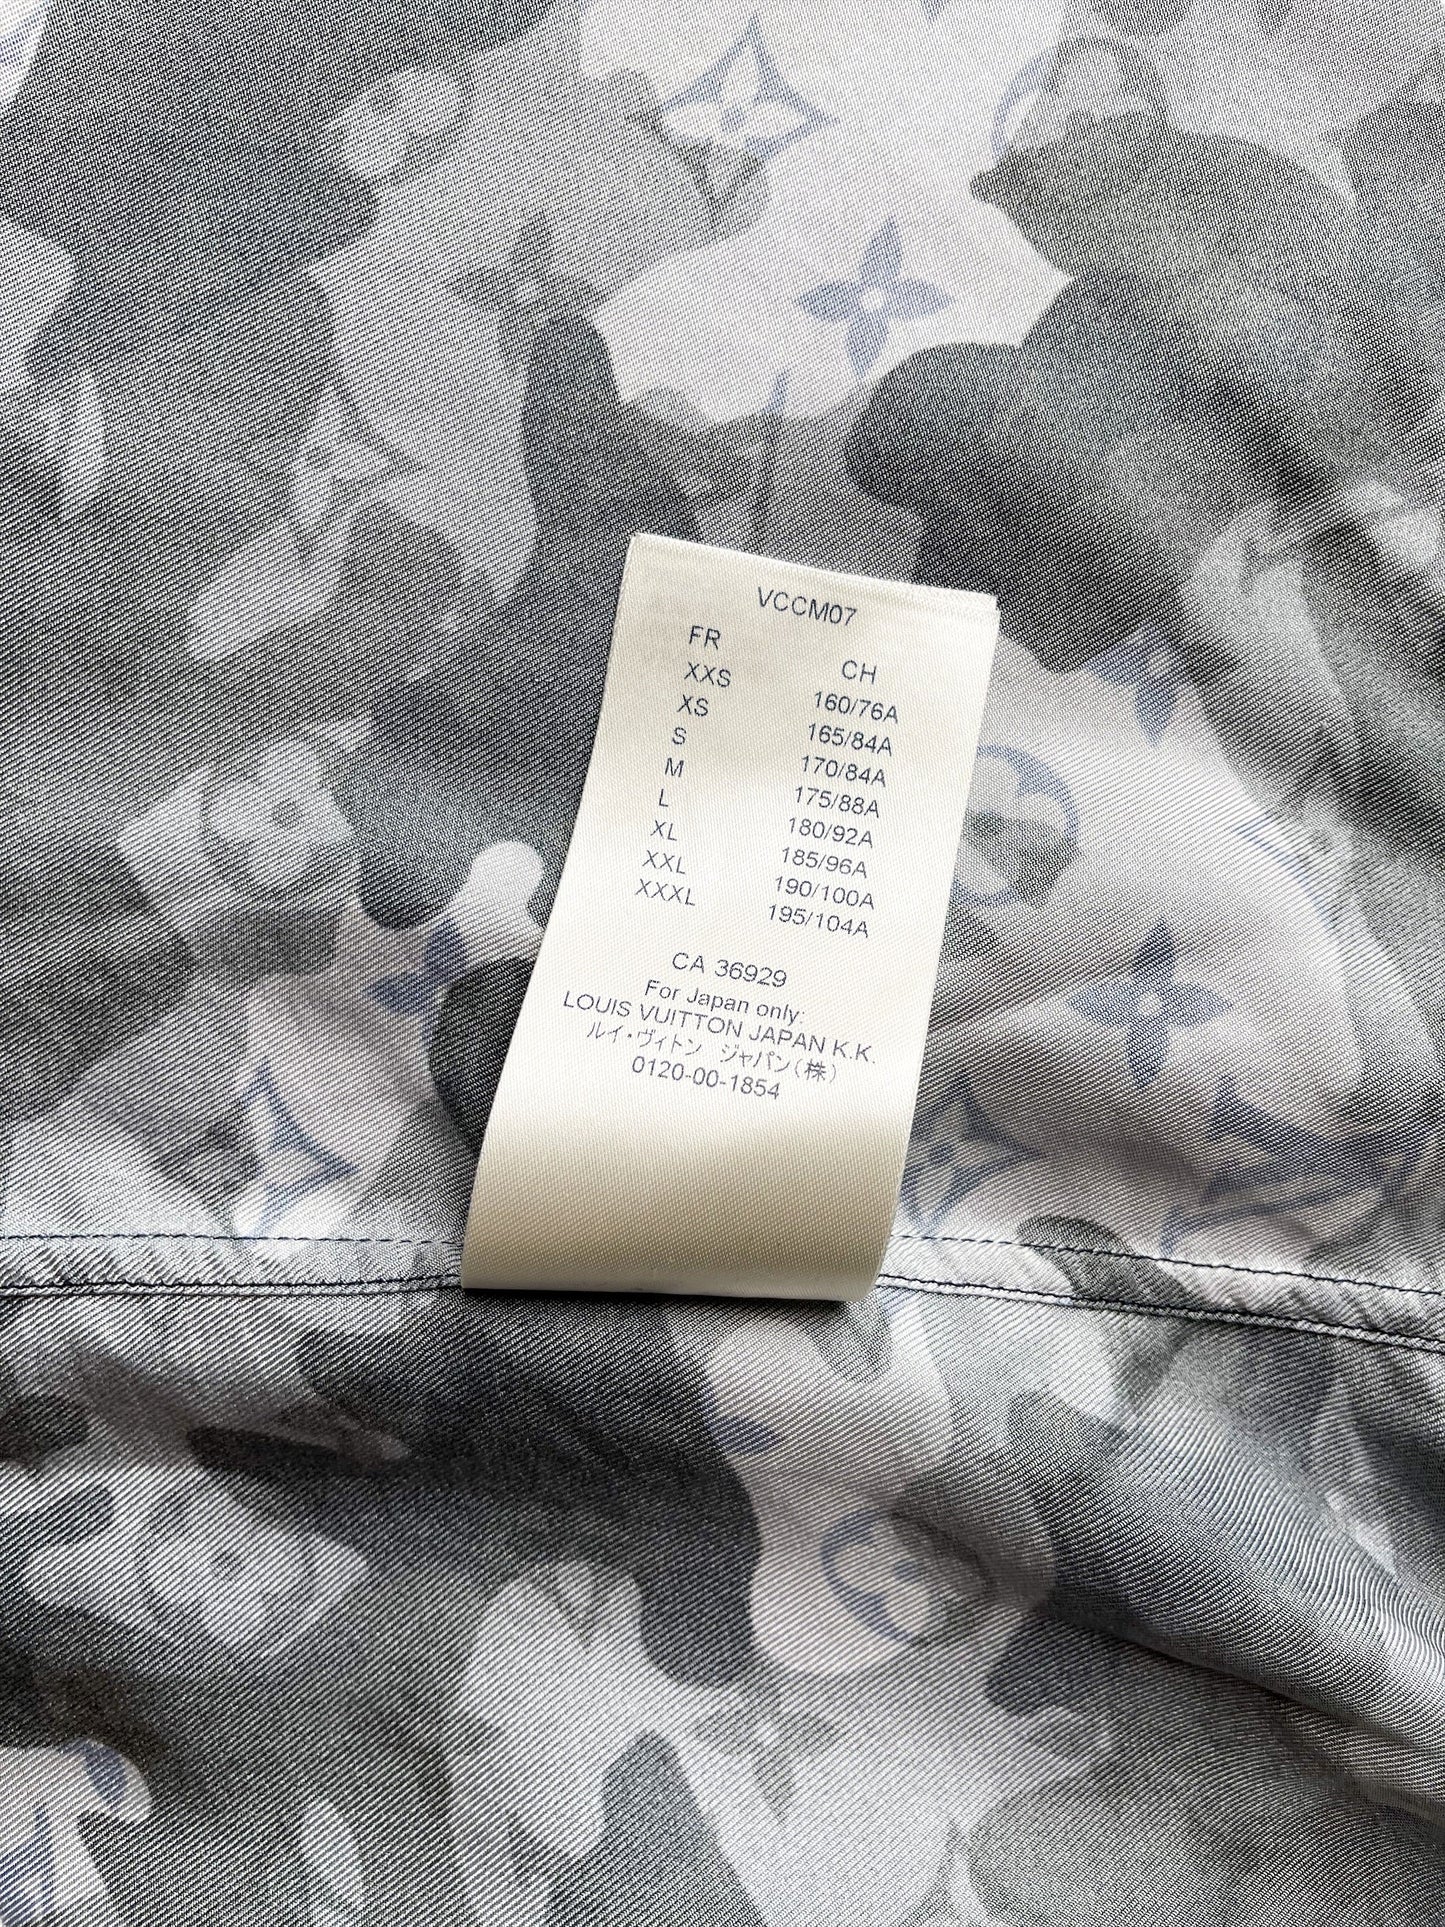 VCCM07
FR CH
XXS 160/76A
XS 165/84A
S 170/84A
M 175/88A
L 180/92A
XL 185/96A
XXL 190/100A
XXXL 195/104A
CA 36929
For Japan only:
LOUIS VUITTON JAPAN K.K.
ルイ・ヴィトン ジャパン(株)
0120-00-1854